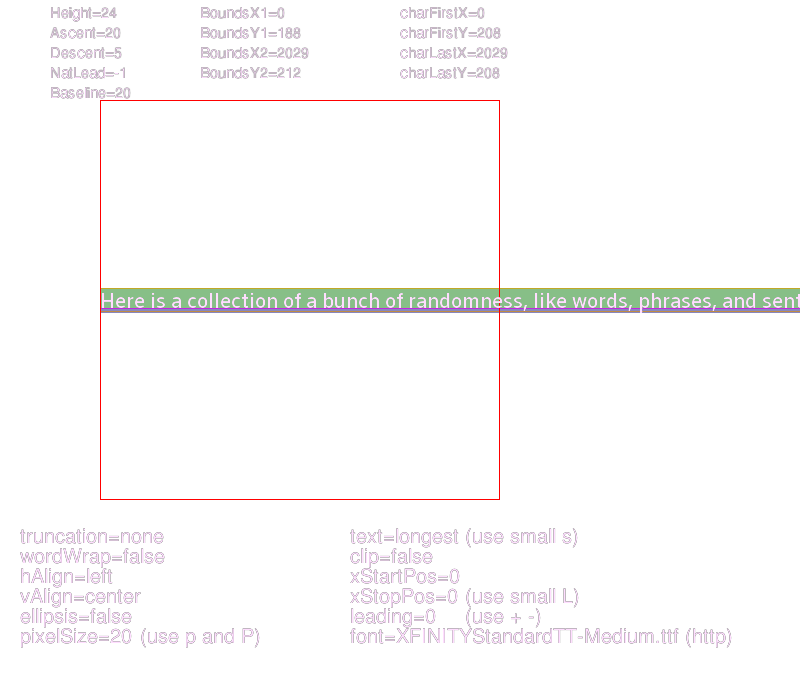 Height=24 BoundsX1=0 charFirstX=0
Ascent=20 BoundsY1=188 charFirstY=208
Descent=5 BoundsX2=2029 charLastX=2029
NatLead=-1 BoundsY2=212 charLastY=208
Baseline=20
Here is a collection of a bunch of randomness, like words, phrases, and sent
truncation=none text=longest (use small s)
wordWrap=false clip=false
hAlign=left xStartPos=0
vAlign=center xStopPos=0 (use small L)
ellipsis=false leading=0 (use + -)
pixelSize=20 (use p and P) font=XFINITYStandardTT-Medium.ttf (http)